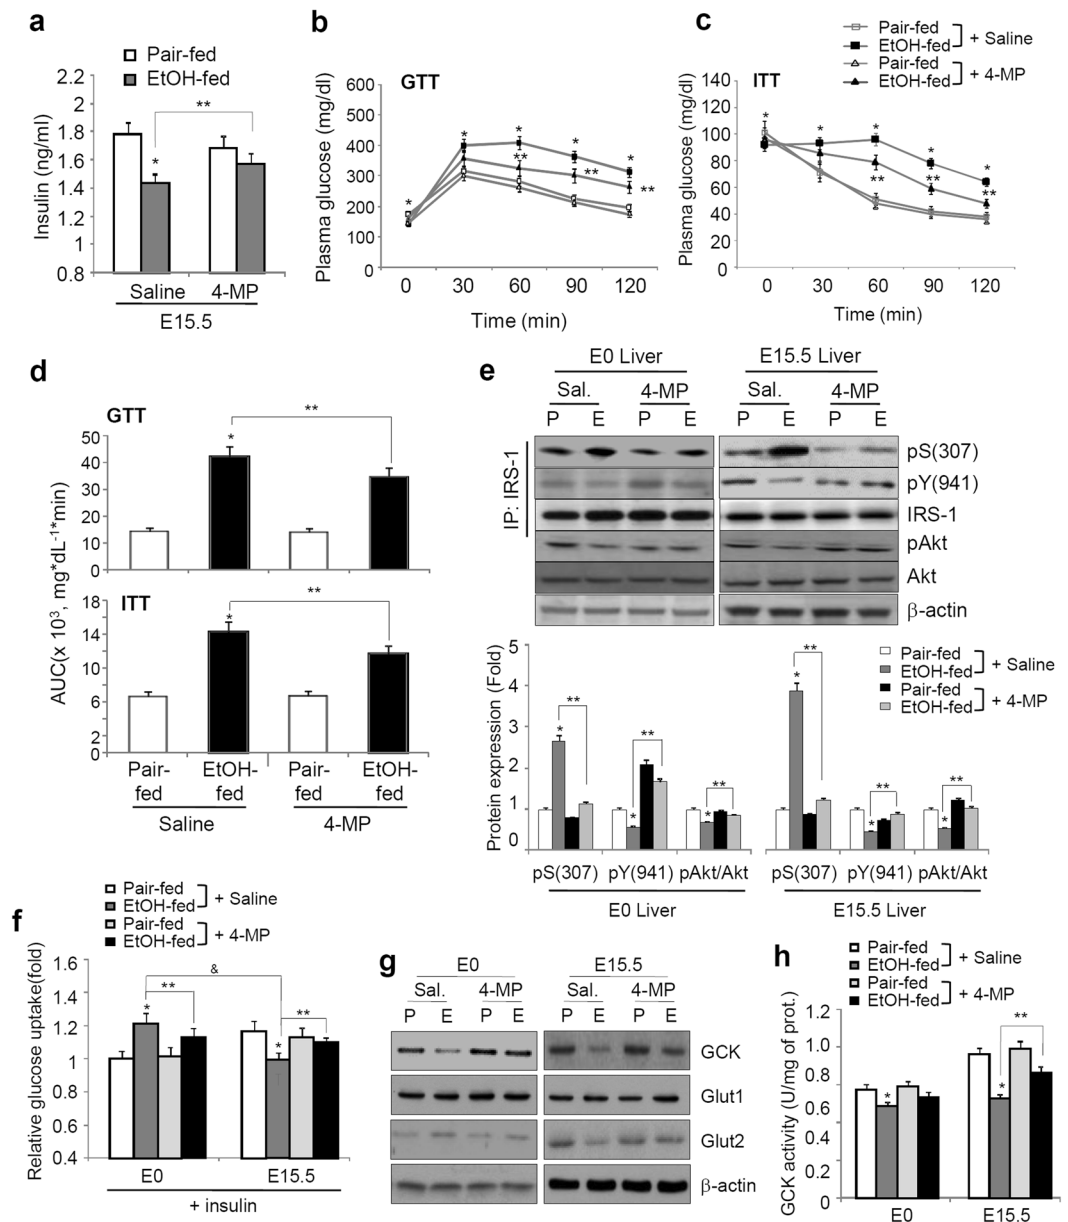 a
Pair-fed
EtOH-fed
Insulin (ng/ml)
2.2
2
1.8
1.6
1.4
1.2
1
0.8
*
**
Saline 4-MP
E15.5
b
GTT
Plasma glucose (mg/dl)
600
500
400
300
200
100
0
* * * * *
** ** **
0 30 60 90 120
Time (min)
c
Pair-fed
EtOH-fed
+ Saline
Pair-fed
EtOH-fed
+ 4-MP
ITT
Plasma glucose (mg/dl)
140
120
100
80
60
40
20
0
* * * * *
** ** **
0 30 60 90 120
Time (min)
d
GTT
50
40
30
20
10
0
*
**
ITT
18
14
12
10
8
6
4
2
0
*
**
AUC(x 10³, mg*dL⁻¹*min)
Pair-fed EtOH-fed Pair-fed EtOH-fed
Saline 4-MP
e
E0 Liver E15.5 Liver
Sal. 4-MP Sal. 4-MP
P E P E P E P E
IP: IRS-1
pS(307)
pY(941)
IRS-1
pAkt
Akt
β-actin
Pair-fed
EtOH-fed
+ Saline
Pair-fed
EtOH-fed
+ 4-MP
Protein expression (Fold)
5
4
3
2
1
0
* ** * ** * **
* ** * ** * **
pS(307) pY(941) pAkt/Akt pS(307) pY(941) pAkt/Akt
E0 Liver E15.5 Liver
f
Pair-fed
EtOH-fed
+ Saline
Pair-fed
EtOH-fed
+ 4-MP
Relative glucose uptake(fold)
1.6
1.4
1.2
1
0.8
0.6
0.4
&
* ** * **
E0 E15.5
+ insulin
g
E0 E15.5
Sal. 4-MP Sal. 4-MP
P E P E P E P E
GCK
Glut1
Glut2
β-actin
h
Pair-fed
EtOH-fed
+ Saline
Pair-fed
EtOH-fed
+ 4-MP
GCK activity (U/mg of prot.)
1.2
1.0
0.8
0.6
0.4
0.2
0
* * **
E0 E15.5